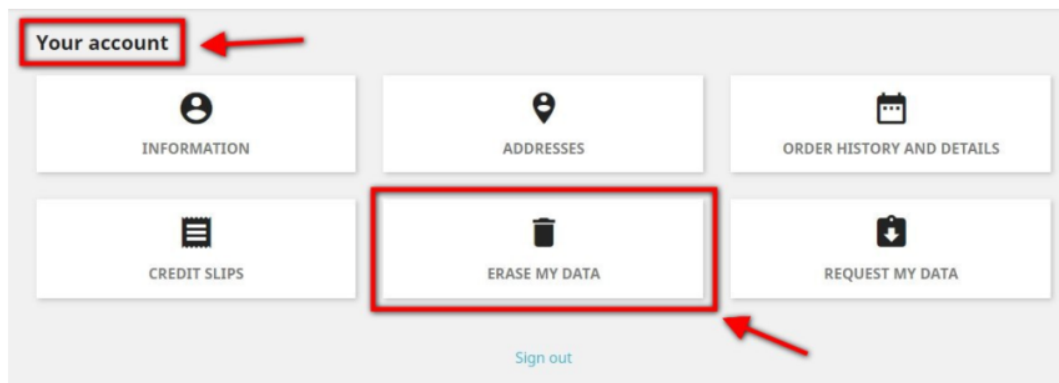 Your account
INFORMATION
ADDRESSES
ORDER HISTORY AND DETAILS
CREDIT SLIPS
ERASE MY DATA
REQUEST MY DATA
Sign out